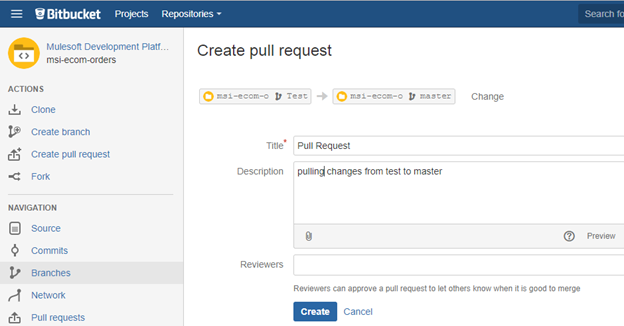 Bitbucket Projects Repositories Search fo
Mulesoft Development Platf...
msi-ecom-orders
ACTIONS
Clone
Create branch
Create pull request
Fork
NAVIGATION
Source
Commits
Branches
Network
Pull requests
Create pull request
msi-ecom-o Test msi-ecom-o master Change
Title* Pull Request
Description pulling changes from test to master
Preview
Reviewers
Reviewers can approve a pull request to let others know when it is good to merge
Create Cancel